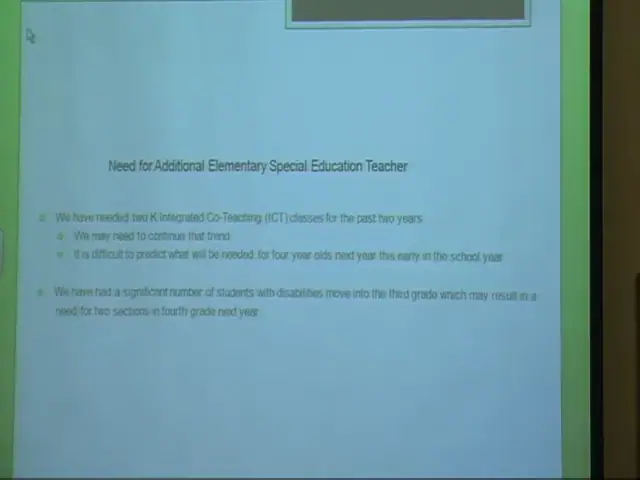 Need for Additional Elementary Special Education Teacher
We have needed two K Integrated Co-Teaching (ICT) classes for the past two years
We may need to continue that trend
It is difficult to predict what will be needed for four year olds next year this early in the school year
We have had a significant number of students with disabilities move into the third grade which may result in a
need for two sections in fourth grade next year